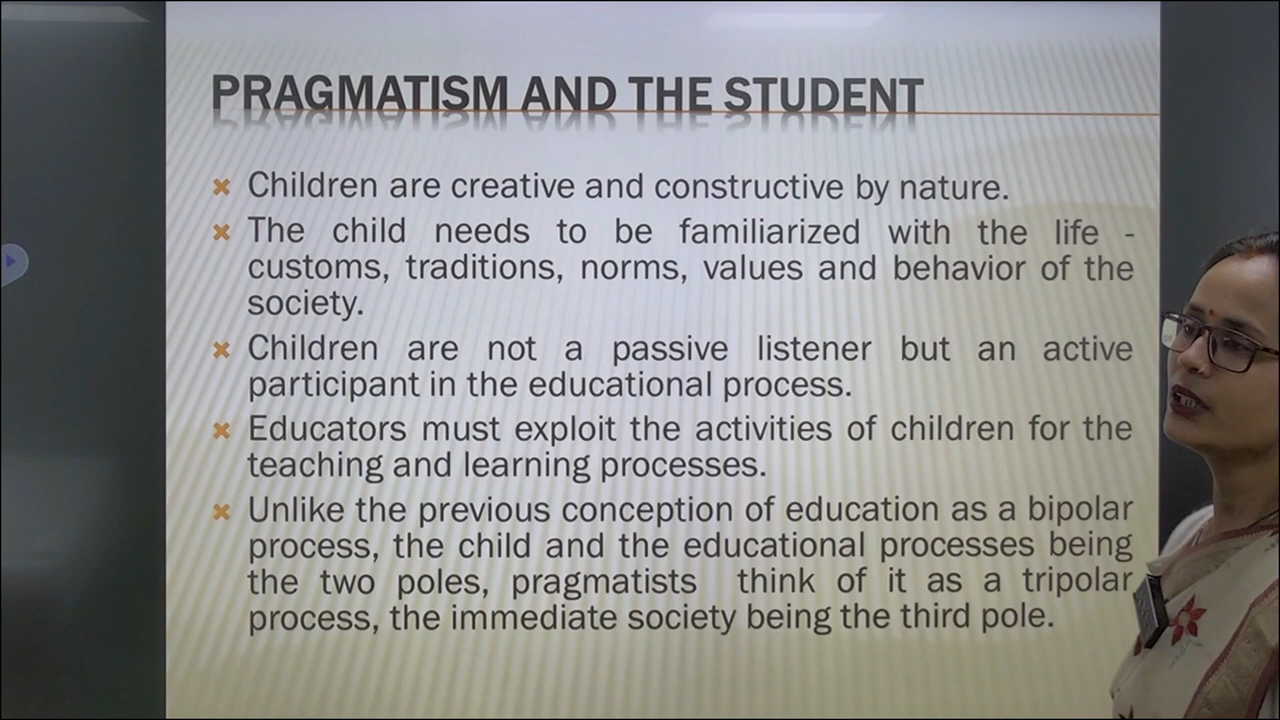 PRAGMATISM AND THE STUDENT
Children are creative and constructive by nature.
The child needs to be familiarized with the life -
customs, traditions, norms, values and behavior of the
society.
Children are not a passive listener but an active
participant in the educational process.
Educators must exploit the activities of children for the
teaching and learning processes.
Unlike the previous conception of education as a bipolar
process, the child and the educational processes being
the two poles, pragmatists think of it as a tripolar
process, the immediate society being the third pole.